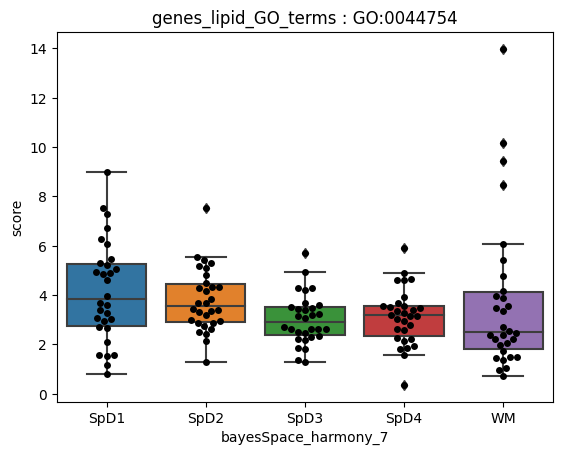 genes_lipid_GO_terms : GO:0044754
14
12
10
8
6
4
2
0
score
SpD1 SpD2 SpD3 SpD4 WM
bayesSpace_harmony_7